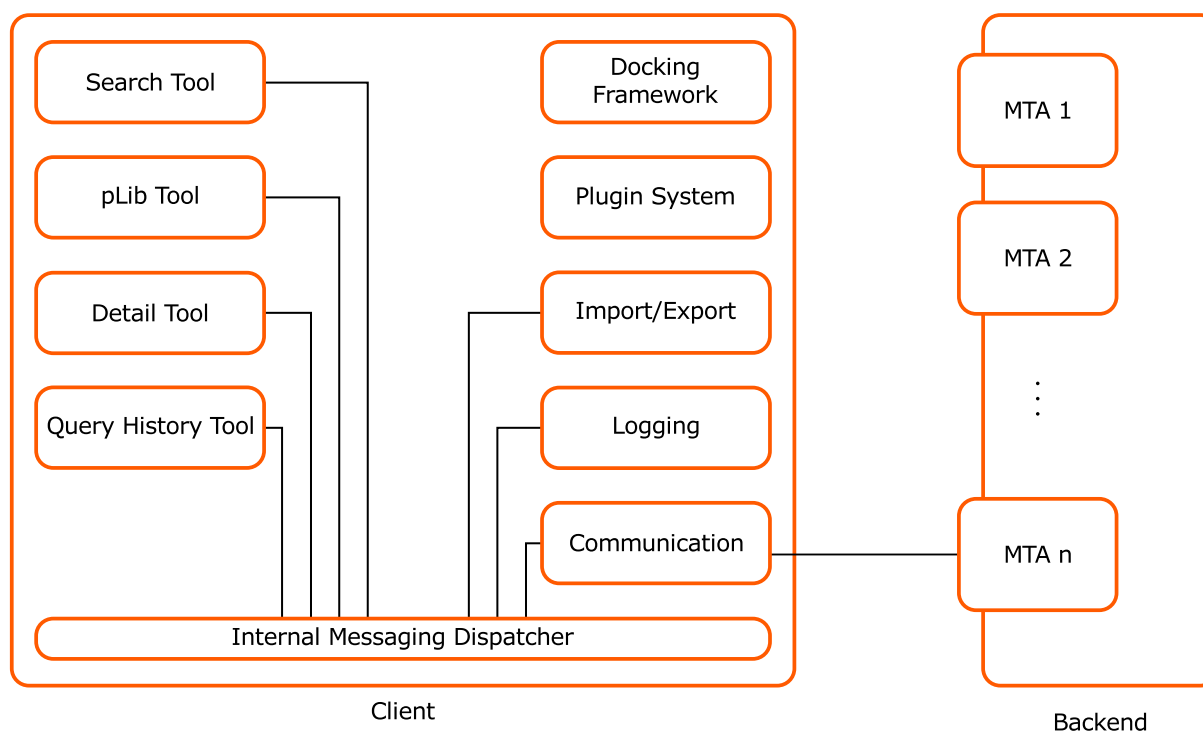 Search Tool
pLib Tool
Detail Tool
Query History Tool
Docking
Framework
Plugin System
Import/Export
Logging
Communication
Internal Messaging Dispatcher
Client
MTA 1
MTA 2
⋮
MTA n
Backend